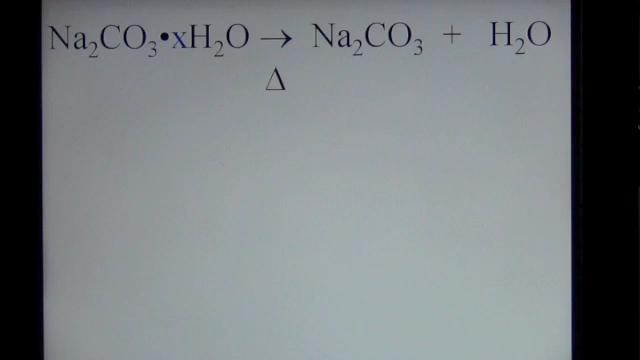 Na₂CO₃•xH₂O → Na₂CO₃ + H₂O
Δ